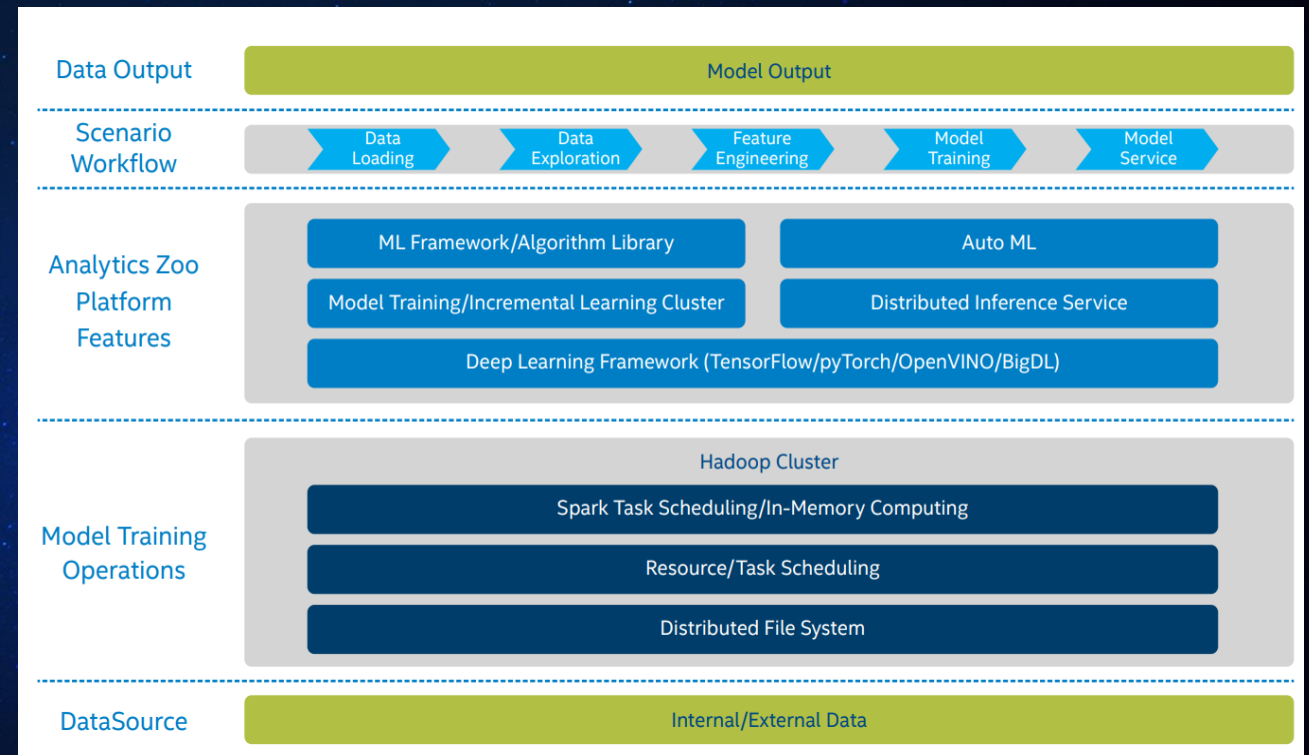 Data Output
Model Output
Scenario
Workflow
Data
Loading
Data
Exploration
Feature
Engineering
Model
Training
Model
Service
Analytics Zoo
Platform
Features
ML Framework/Algorithm Library
Auto ML
Model Training/Incremental Learning Cluster
Distributed Inference Service
Deep Learning Framework (TensorFlow/pyTorch/OpenVINO/BigDL)
Model Training
Operations
Hadoop Cluster
Spark Task Scheduling/In-Memory Computing
Resource/Task Scheduling
Distributed File System
DataSource
Internal/External Data